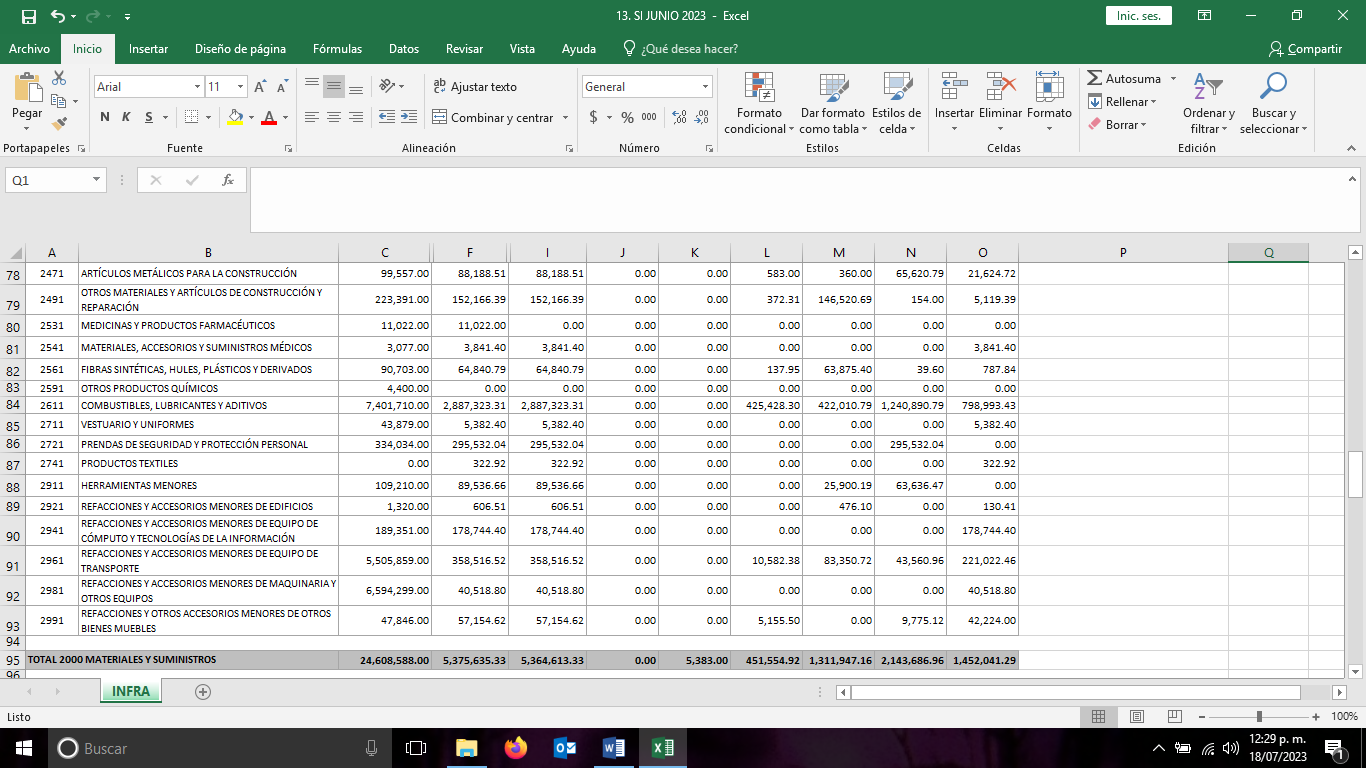 13. SI JUNIO 2023 - Excel
Inic. ses.
Archivo Inicio Insertar Diseño de página Fórmulas Datos Revisar Vista Ayuda ¿Qué desea hacer? Compartir
Pegar
Portapapeles
Arial 11
N K S
Fuente
Ajustar texto
Combinar y centrar
Alineación
General
$ % 000
Número
Formato condicional
Dar formato como tabla
Estilos de celda
Estilos
Insertar Eliminar Formato
Celdas
Autosuma
Rellenar
Borrar
Ordenar y filtrar
Buscar y seleccionar
Edición
Q1 fx
A B C F I J K L M N O P Q
78 2471 ARTÍCULOS METÁLICOS PARA LA CONSTRUCCIÓN 99,557.00 88,188.51 88,188.51 0.00 0.00 583.00 360.00 65,620.79 21,624.72
79 2491 OTROS MATERIALES Y ARTÍCULOS DE CONSTRUCCIÓN Y
REPARACIÓN 223,391.00 152,166.39 152,166.39 0.00 0.00 372.31 146,520.69 154.00 5,119.39
80 2531 MEDICINAS Y PRODUCTOS FARMACÉUTICOS 11,022.00 11,022.00 0.00 0.00 0.00 0.00 0.00 0.00 0.00
81 2541 MATERIALES, ACCESORIOS Y SUMINISTROS MÉDICOS 3,077.00 3,841.40 3,841.40 0.00 0.00 0.00 0.00 0.00 3,841.40
82 2561 FIBRAS SINTÉTICAS, HULES, PLÁSTICOS Y DERIVADOS 90,703.00 64,840.79 64,840.79 0.00 0.00 137.95 63,875.40 39.60 787.84
83 2591 OTROS PRODUCTOS QUÍMICOS 4,400.00 0.00 0.00 0.00 0.00 0.00 0.00 0.00 0.00
84 2611 COMBUSTIBLES, LUBRICANTES Y ADITIVOS 7,401,710.00 2,887,323.31 2,887,323.31 0.00 0.00 425,428.30 422,010.79 1,240,890.79 798,993.43
85 2711 VESTUARIO Y UNIFORMES 43,879.00 5,382.40 5,382.40 0.00 0.00 0.00 0.00 0.00 5,382.40
86 2721 PRENDAS DE SEGURIDAD Y PROTECCIÓN PERSONAL 334,034.00 295,532.04 295,532.04 0.00 0.00 0.00 0.00 295,532.04 0.00
87 2741 PRODUCTOS TEXTILES 0.00 322.92 322.92 0.00 0.00 0.00 0.00 0.00 322.92
88 2911 HERRAMIENTAS MENORES 109,210.00 89,536.66 89,536.66 0.00 0.00 0.00 25,900.19 63,636.47 0.00
89 2921 REFACCIONES Y ACCESORIOS MENORES DE EDIFICIOS 1,320.00 606.51 606.51 0.00 0.00 0.00 476.10 0.00 130.41
90 2941 REFACCIONES Y ACCESORIOS MENORES DE EQUIPO DE
CÓMPUTO Y TECNOLOGÍAS DE LA INFORMACIÓN 189,351.00 178,744.40 178,744.40 0.00 0.00 0.00 0.00 0.00 178,744.40
91 2961 REFACCIONES Y ACCESORIOS MENORES DE EQUIPO DE
TRANSPORTE 5,505,859.00 358,516.52 358,516.52 0.00 0.00 10,582.38 83,350.72 43,560.96 221,022.46
92 2981 REFACCIONES Y ACCESORIOS MENORES DE MAQUINARIA Y
OTROS EQUIPOS 6,594,299.00 40,518.80 40,518.80 0.00 0.00 0.00 0.00 0.00 40,518.80
93 2991 REFACCIONES Y OTROS ACCESORIOS MENORES DE OTROS
BIENES MUEBLES 47,846.00 57,154.62 57,154.62 0.00 0.00 5,155.50 0.00 9,775.12 42,224.00
94
95 TOTAL 2000 MATERIALES Y SUMINISTROS 24,608,588.00 5,375,635.33 5,364,613.33 0.00 5,383.00 451,554.92 1,311,947.16 2,143,686.96 1,452,041.29
96
INFRA
Listo 100%
Buscar
12:29 p. m.
18/07/2023
1